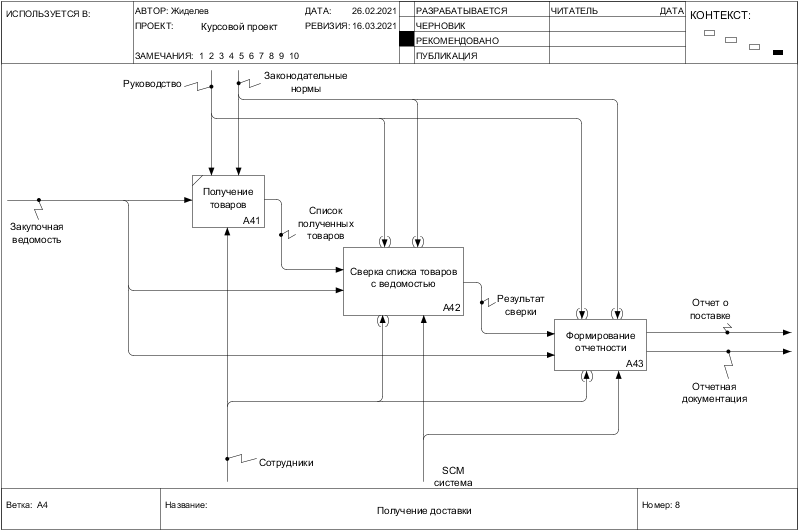 ИСПОЛЬЗУЕТСЯ В:
АВТОР: Жиделев
ДАТА: 26.02.2021
ПРОЕКТ: Курсовой проект
РЕВИЗИЯ: 16.03.2021
ЗАМЕЧАНИЯ: 1 2 3 4 5 6 7 8 9 10
РАЗРАБАТЫВАЕТСЯ
ЧЕРНОВИК
РЕКОМЕНДОВАНО
ПУБЛИКАЦИЯ
ЧИТАТЕЛЬ
ДАТА
КОНТЕКСТ:
Руководство
Законодательные
нормы
Закупочная
ведомость
Получение
товаров
A41
Список
полученных
товаров
Сверка списка товаров
с ведомостью
A42
Результат
сверки
Формирование
отчетности
A43
Отчет о
поставке
Отчетная
документация
Сотрудники
SCM
система
Ветка: A4
Название:
Получение доставки
Номер: 8